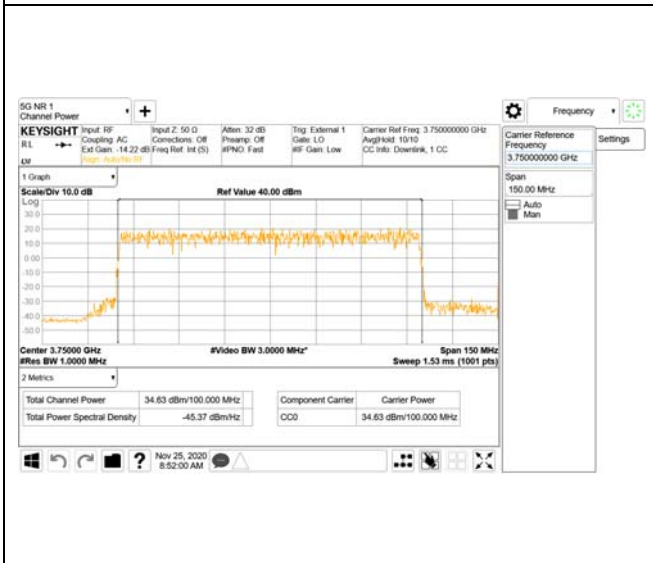 5G NR 1
Channel Power
Frequency
KEYSIGHT
Input: RF
Input Z: 50 Ω
Atten: 32 dB
Trig: External 1
Carrier Ref Freq: 3.750000000 GHz
RL
Coupling: AC
Corrections: Off
Preamp: Off
Gate: LO
Avg|Hold: 10/10
Ext Gain: -14.22 dB
Freq Ref: Int (S)
#PNO: Fast
#IF Gain: Low
CC Info: Downlink, 1 CC
Align: Auto/No RF
Carrier Reference
Frequency
3.750000000 GHz
Settings
Span
150.00 MHz
Auto
Man
1 Graph
Scale/Div 10.0 dB
Ref Value 40.00 dBm
Log
30.0
20.0
10.0
0.00
-10.0
-20.0
-30.0
-40.0
-50.0
Center 3.75000 GHz
#Video BW 3.0000 MHz*
Span 150 MHz
#Res BW 1.0000 MHz
Sweep 1.53 ms (1001 pts)
2 Metrics
Total Channel Power
34.63 dBm/100.000 MHz
Component Carrier
Carrier Power
Total Power Spectral Density
-45.37 dBm/Hz
CC0
34.63 dBm/100.000 MHz
?
Nov 25, 2020
8:52:00 AM